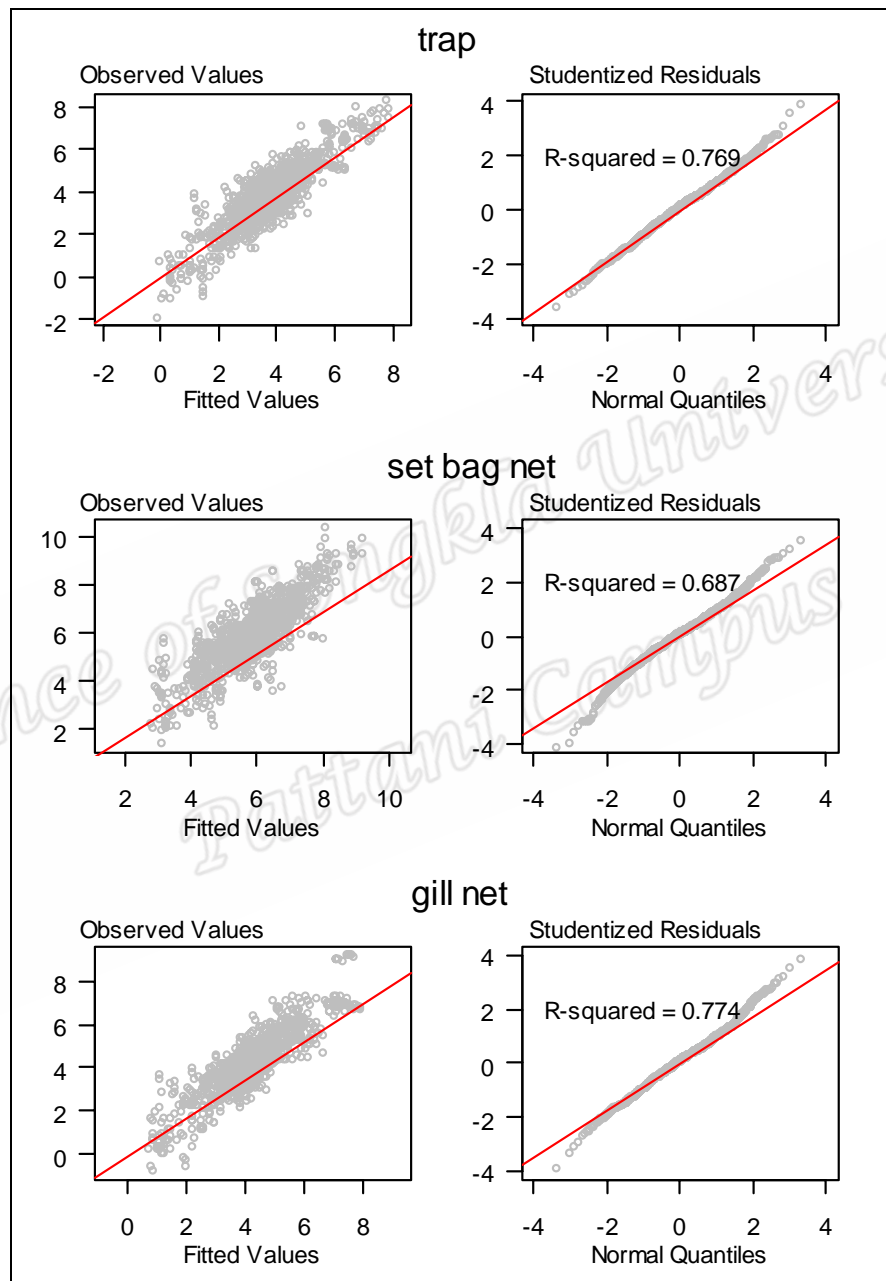 trap
Observed Values
Studentized Residuals
8
6
4
2
0
-2
-2 0 2 4 6 8
Fitted Values
4
2
0
-2
-4
R-squared = 0.769
-4 -2 0 2 4
Normal Quantiles
set bag net
Observed Values
Studentized Residuals
10
8
6
4
2
2 4 6 8 10
Fitted Values
4
2
0
-2
-4
R-squared = 0.687
-4 -2 0 2 4
Normal Quantiles
gill net
Observed Values
Studentized Residuals
8
6
4
2
0
0 2 4 6 8
Fitted Values
4
2
0
-2
-4
R-squared = 0.774
-4 -2 0 2 4
Normal Quantiles
of Songkla
Pattani Campus